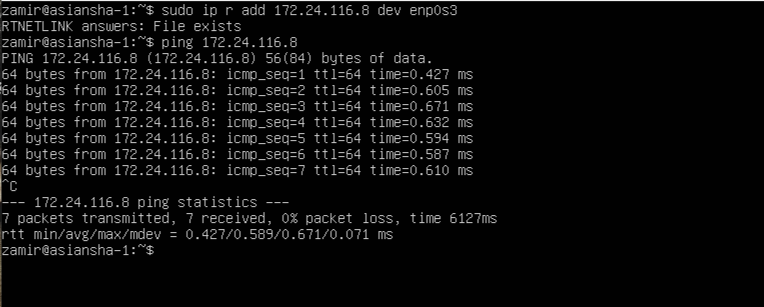 zamir@asiansha-1:~$ sudo ip r add 172.24.116.8 dev enp0s3
RTNETLINK answers: File exists
zamir@asiansha-1:~$ ping 172.24.116.8
PING 172.24.116.8 (172.24.116.8) 56(84) bytes of data.
64 bytes from 172.24.116.8: icmp_seq=1 ttl=64 time=0.427 ms
64 bytes from 172.24.116.8: icmp_seq=2 ttl=64 time=0.605 ms
64 bytes from 172.24.116.8: icmp_seq=3 ttl=64 time=0.671 ms
64 bytes from 172.24.116.8: icmp_seq=4 ttl=64 time=0.632 ms
64 bytes from 172.24.116.8: icmp_seq=5 ttl=64 time=0.594 ms
64 bytes from 172.24.116.8: icmp_seq=6 ttl=64 time=0.587 ms
64 bytes from 172.24.116.8: icmp_seq=7 ttl=64 time=0.610 ms
^C
--- 172.24.116.8 ping statistics ---
7 packets transmitted, 7 received, 0% packet loss, time 6127ms
rtt min/avg/max/mdev = 0.427/0.589/0.671/0.071 ms
zamir@asiansha-1:~$